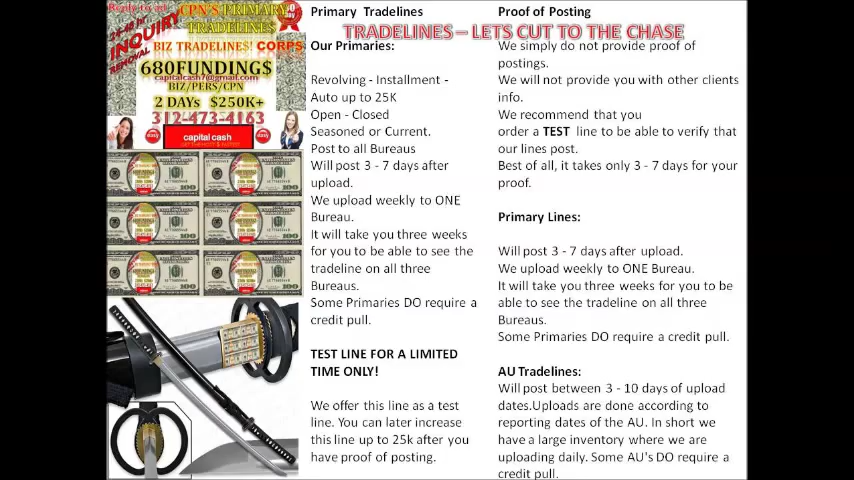 Ready to ad
24-48 hr
INQUIRY
REMOVAL
CPN'S PRIMARY
TRADELINE$
BIZ TRADELINE$! CORPS
680FUNDING$
capitalcash7@gmail.com
BIZ/PERS/CPN
2 DAYs $250K+
312-473-4163
easy
capital cash
easy
TRADELINES – LETS CUT TO THE CHASE
Primary Tradelines
Our Primaries:
Revolving - Installment -
Auto up to 25K
Open - Closed
Seasoned or Current.
Post to all Bureaus
Will post 3 - 7 days after
upload.
We upload weekly to ONE
Bureau.
It will take you three weeks
for you to be able to see the
tradeline on all three
Bureaus.
Some Primaries DO require a
credit pull.
TEST LINE FOR A LIMITED
TIME ONLY!
We offer this line as a test
line. You can later increase
this line up to 25k after you
have proof of posting.
Proof of Posting
We simply do not provide proof of
postings.
We will not provide you with other clients
info.
We recommend that you
order a TEST line to be able to verify that
our lines post.
Best of all, it takes only 3 - 7 days for your
proof.
Primary Lines:
Will post 3 - 7 days after upload.
We upload weekly to ONE Bureau.
It will take you three weeks for you to be
able to see the tradeline on all three
Bureaus.
Some Primaries DO require a credit pull.
AU Tradelines:
Will post between 3 - 10 days of upload
dates.Uploads are done according to
reporting dates of the AU. In short we
have a large inventory where we are
uploading daily. Some AU's DO require a
credit pull.